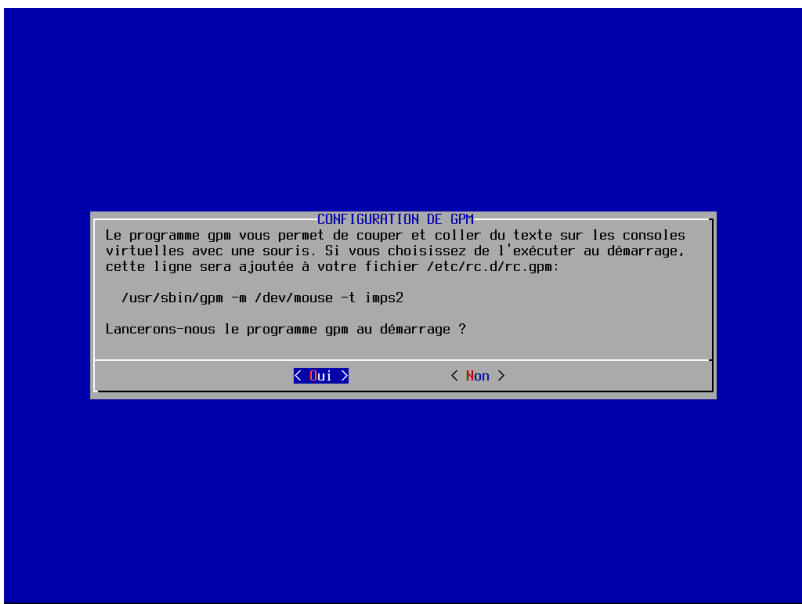 CONFIGURATION DE GPM
Le programme gpm vous permet de couper et coller du texte sur les consoles
virtuelles avec une souris. Si vous choisissez de l'exécuter au démarrage,
cette ligne sera ajoutée à votre fichier /etc/rc.d/rc.gpm:
/usr/sbin/gpm -m /dev/mouse -t imps2
Lancerons-nous le programme gpm au démarrage ?
< Oui > < Non >